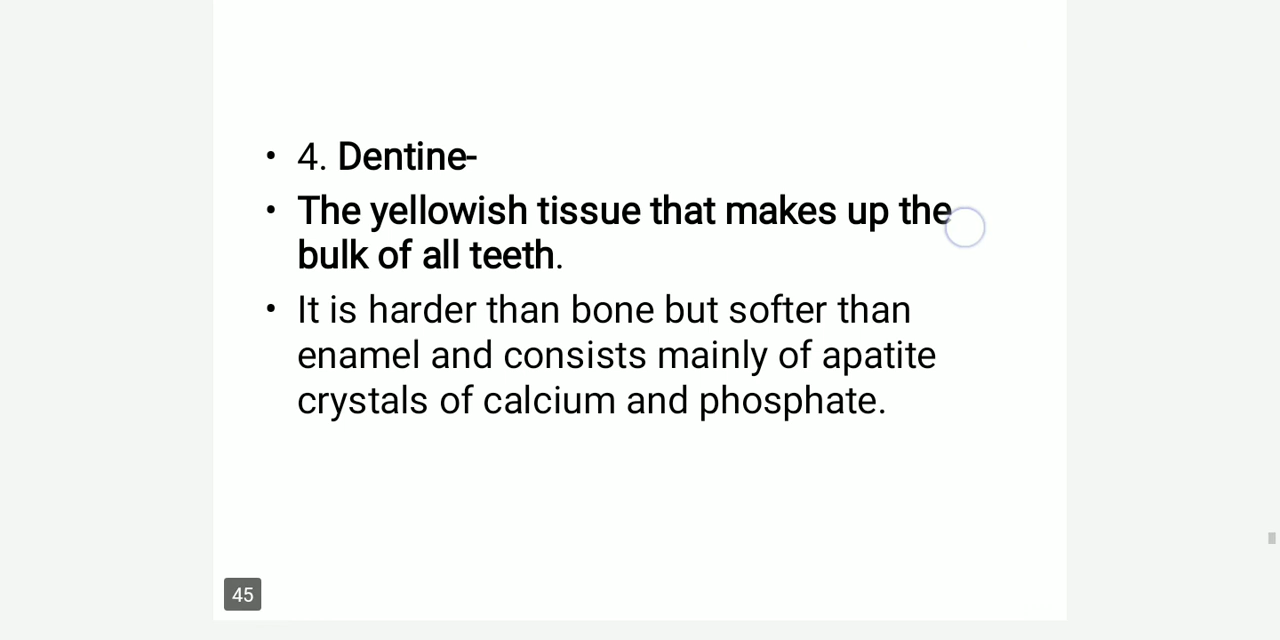 • 4. Dentine-
• The yellowish tissue that makes up the
bulk of all teeth.
• It is harder than bone but softer than
enamel and consists mainly of apatite
crystals of calcium and phosphate.
45